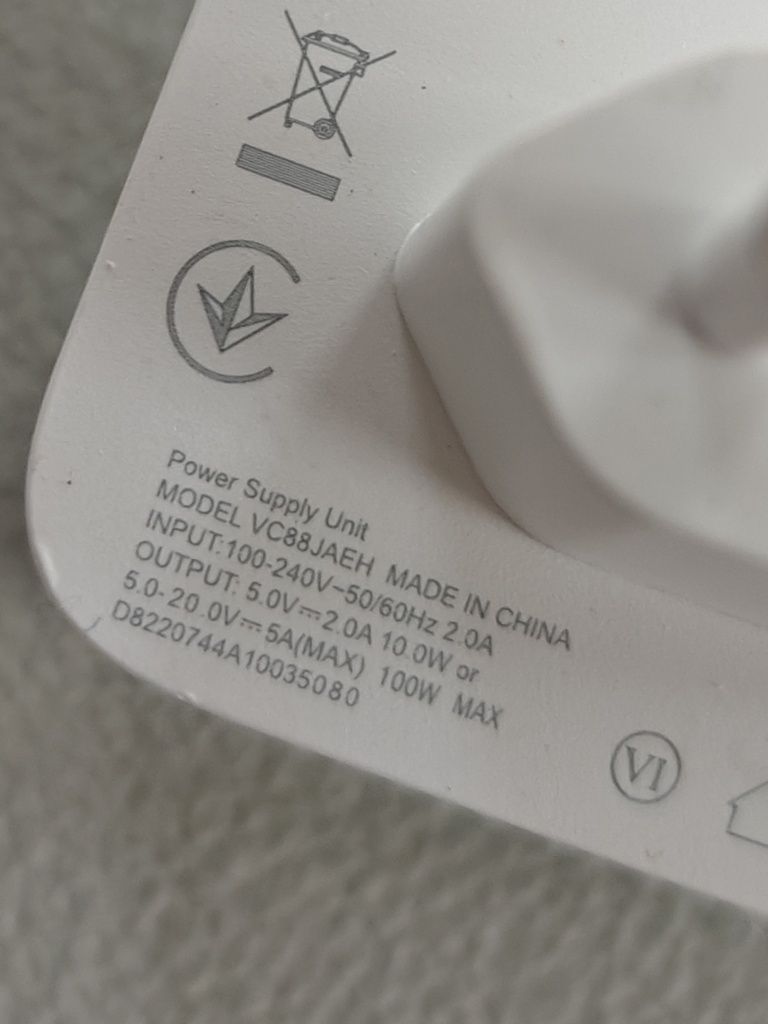 Power Supply Unit
MODEL VC88JAEH MADE IN CHINA
INPUT:100-240V~50/60Hz 2.0A
OUTPUT: 5.0V⎓2.0A 10.0W or
5.0-20.0V⎓5A(MAX) 100W MAX
D8220744A10035080
VI